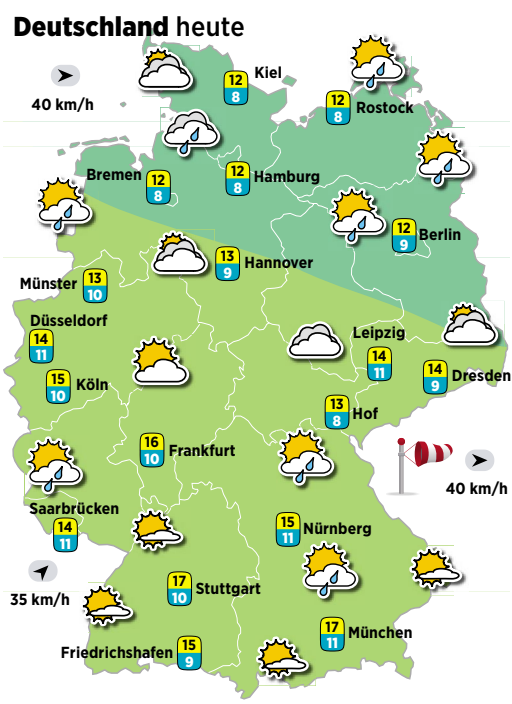 Deutschland heute
12
8
Kiel
40 km/h
12
8
Rostock
Bremen
12
8
12
8
Hamburg
12
9
Berlin
13
9
Hannover
Münster
13
10
Düsseldorf
14
11
Leipzig
14
11
15
10
Köln
14
9
Dresden
13
8
Hof
16
10
Frankfurt
40 km/h
Saarbrücken
14
11
15
11
Nürnberg
35 km/h
17
10
Stuttgart
17
11
München
Friedrichshafen
15
9